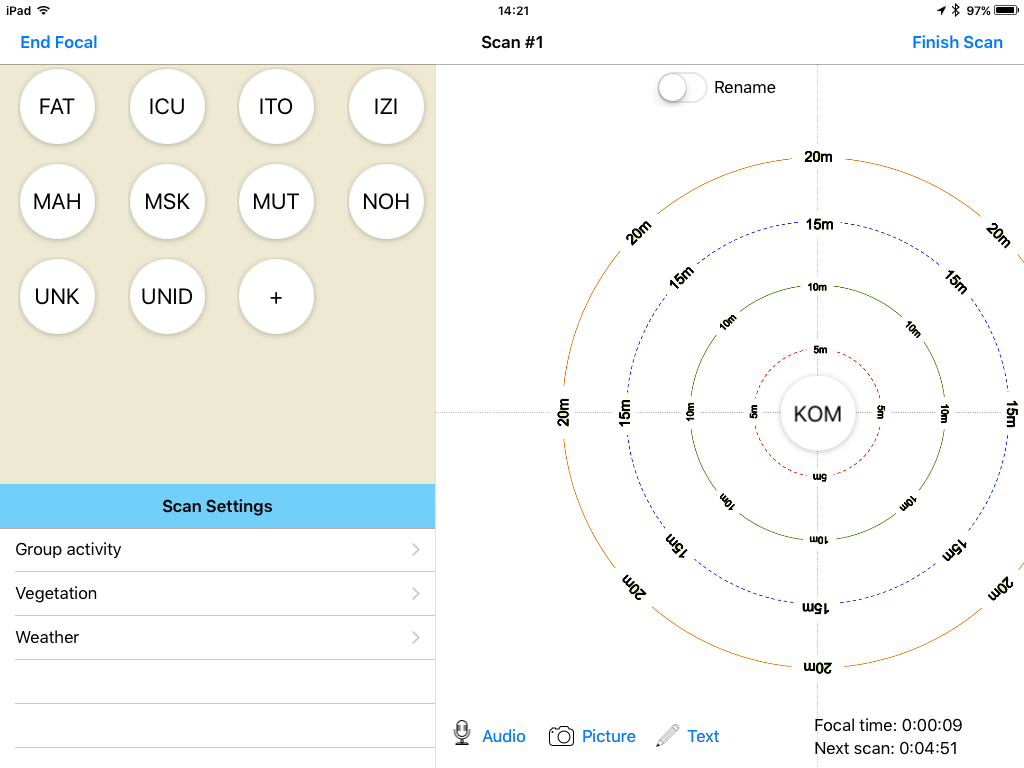 iPad 14:21 97%
End Focal Scan #1 Finish Scan
FAT ICU ITO IZI
MAH MSK MUT NOH
UNK UNID +
Scan Settings
Group activity
Vegetation
Weather
Rename
20m
20m 20m
15m
15m 15m
10m
10m 10m
5m
20m 15m 10m 5m KOM 5m 10m 15m
5m
10m 10m
10m
15m 15m
20m 20m
15m
20m
Audio Picture Text
Focal time: 0:00:09
Next scan: 0:04:51